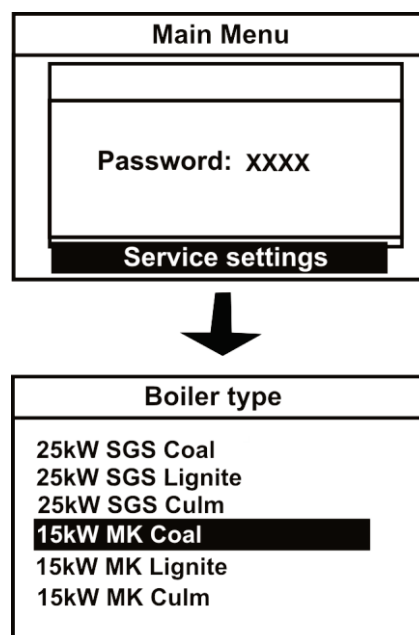 Main Menu
Password: XXXX
Service settings
Boiler type
25kW SGS Coal
25kW SGS Lignite
25kW SGS Culm
15kW MK Coal
15kW MK Lignite
15kW MK Culm